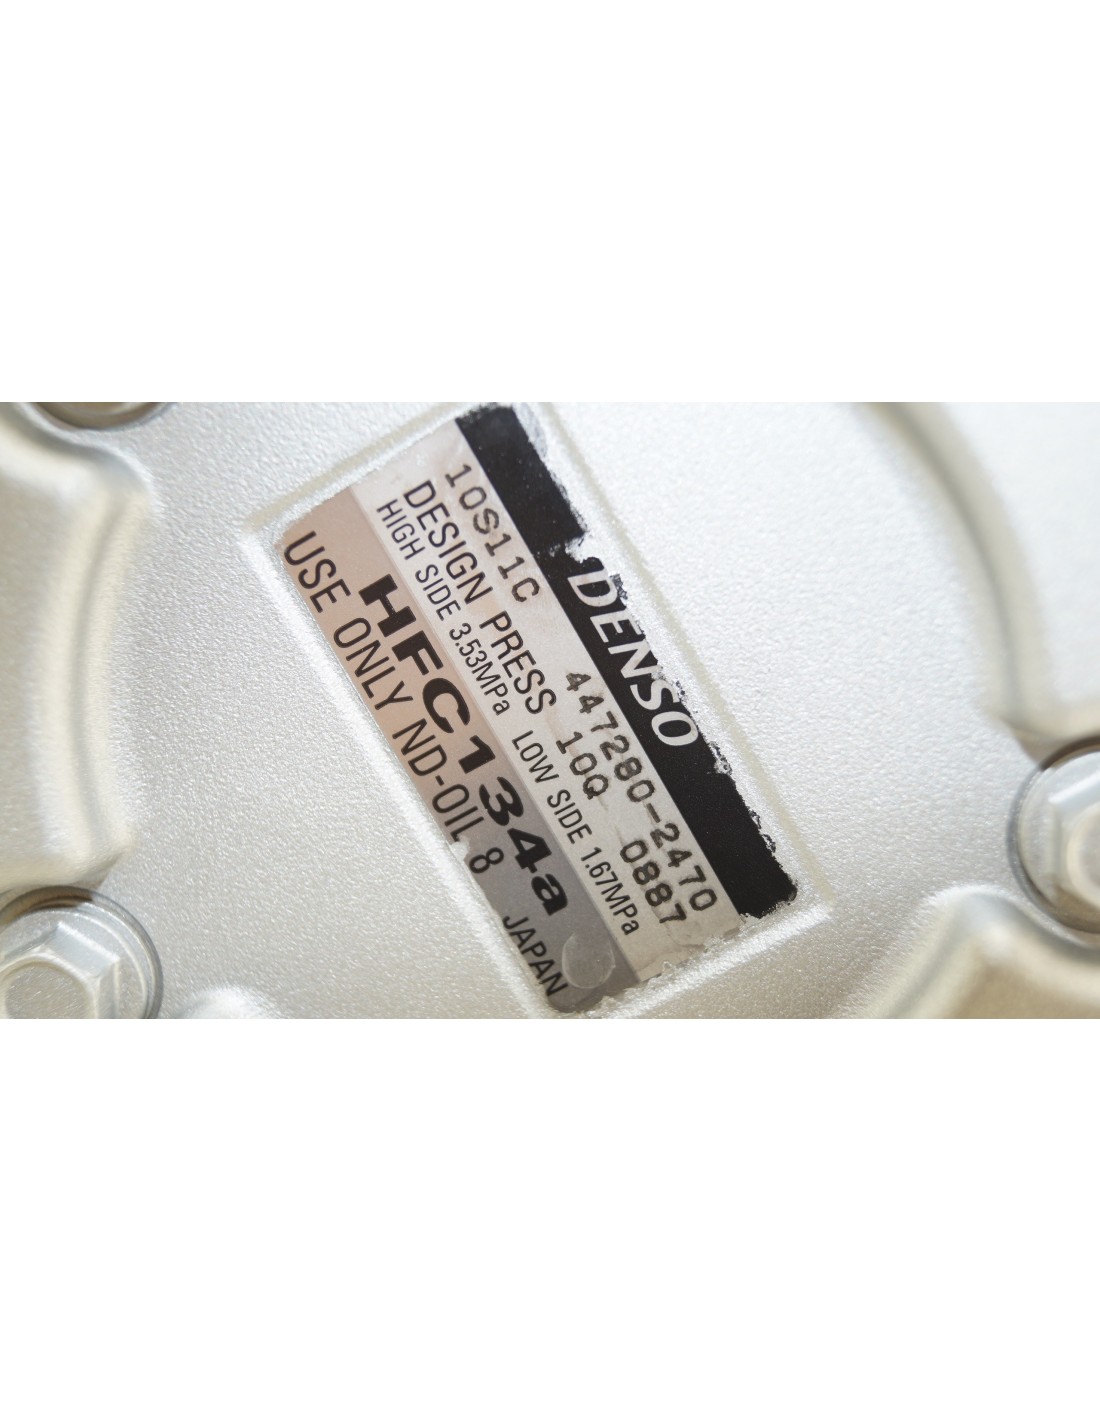 DENSO
10S11C 447280-2470
DESIGN PRESS 10Q 0887
HIGH SIDE 3.53MPa LOW SIDE 1.67MPa
HFC134a
USE ONLY ND-OIL 8 JAPAN